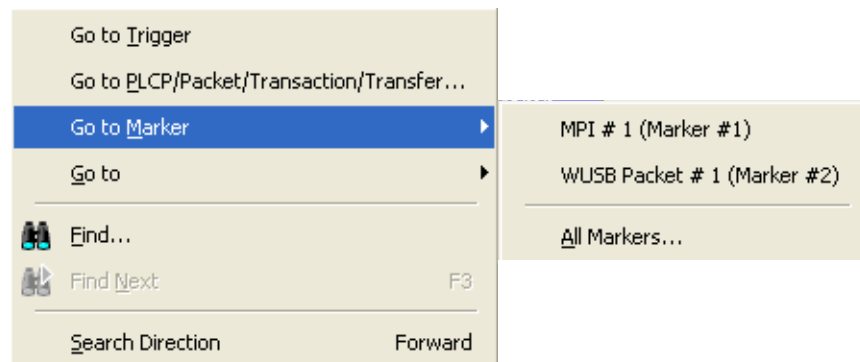 Go to Trigger
Go to PLCP/Packet/Transaction/Transfer...
Go to Marker
Go to
Find...
Find Next F3
Search Direction Forward
MPI # 1 (Marker #1)
WUSB Packet # 1 (Marker #2)
All Markers...